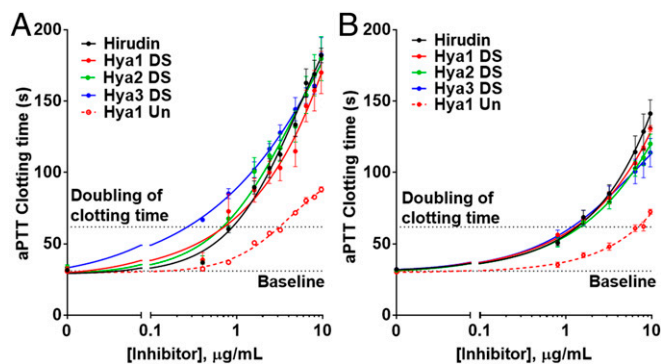 A
Hirudin
Hya1 DS
Hya2 DS
Hya3 DS
Hya1 Un
200
150
100
50
0
aPTT Clotting time (s)
Doubling of
clotting time
Baseline
0
0.1
1
10
[Inhibitor], μg/mL
B
Hirudin
Hya1 DS
Hya2 DS
Hya3 DS
Hya1 Un
200
150
100
50
0
aPTT Clotting time (s)
Doubling of
clotting time
Baseline
0
0.1
1
10
[Inhibitor], μg/mL